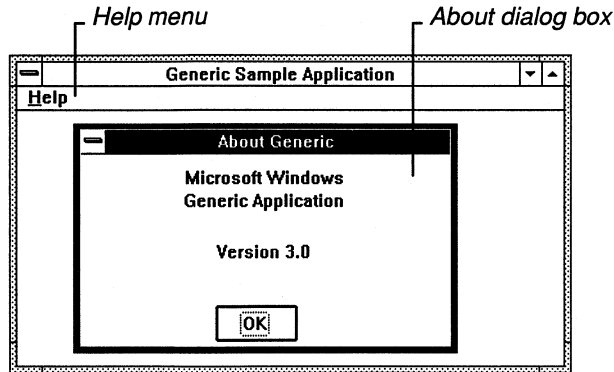 Help menu
About dialog box
Generic Sample Application
Help
About Generic
Microsoft Windows
Generic Application
Version 3.0
OK